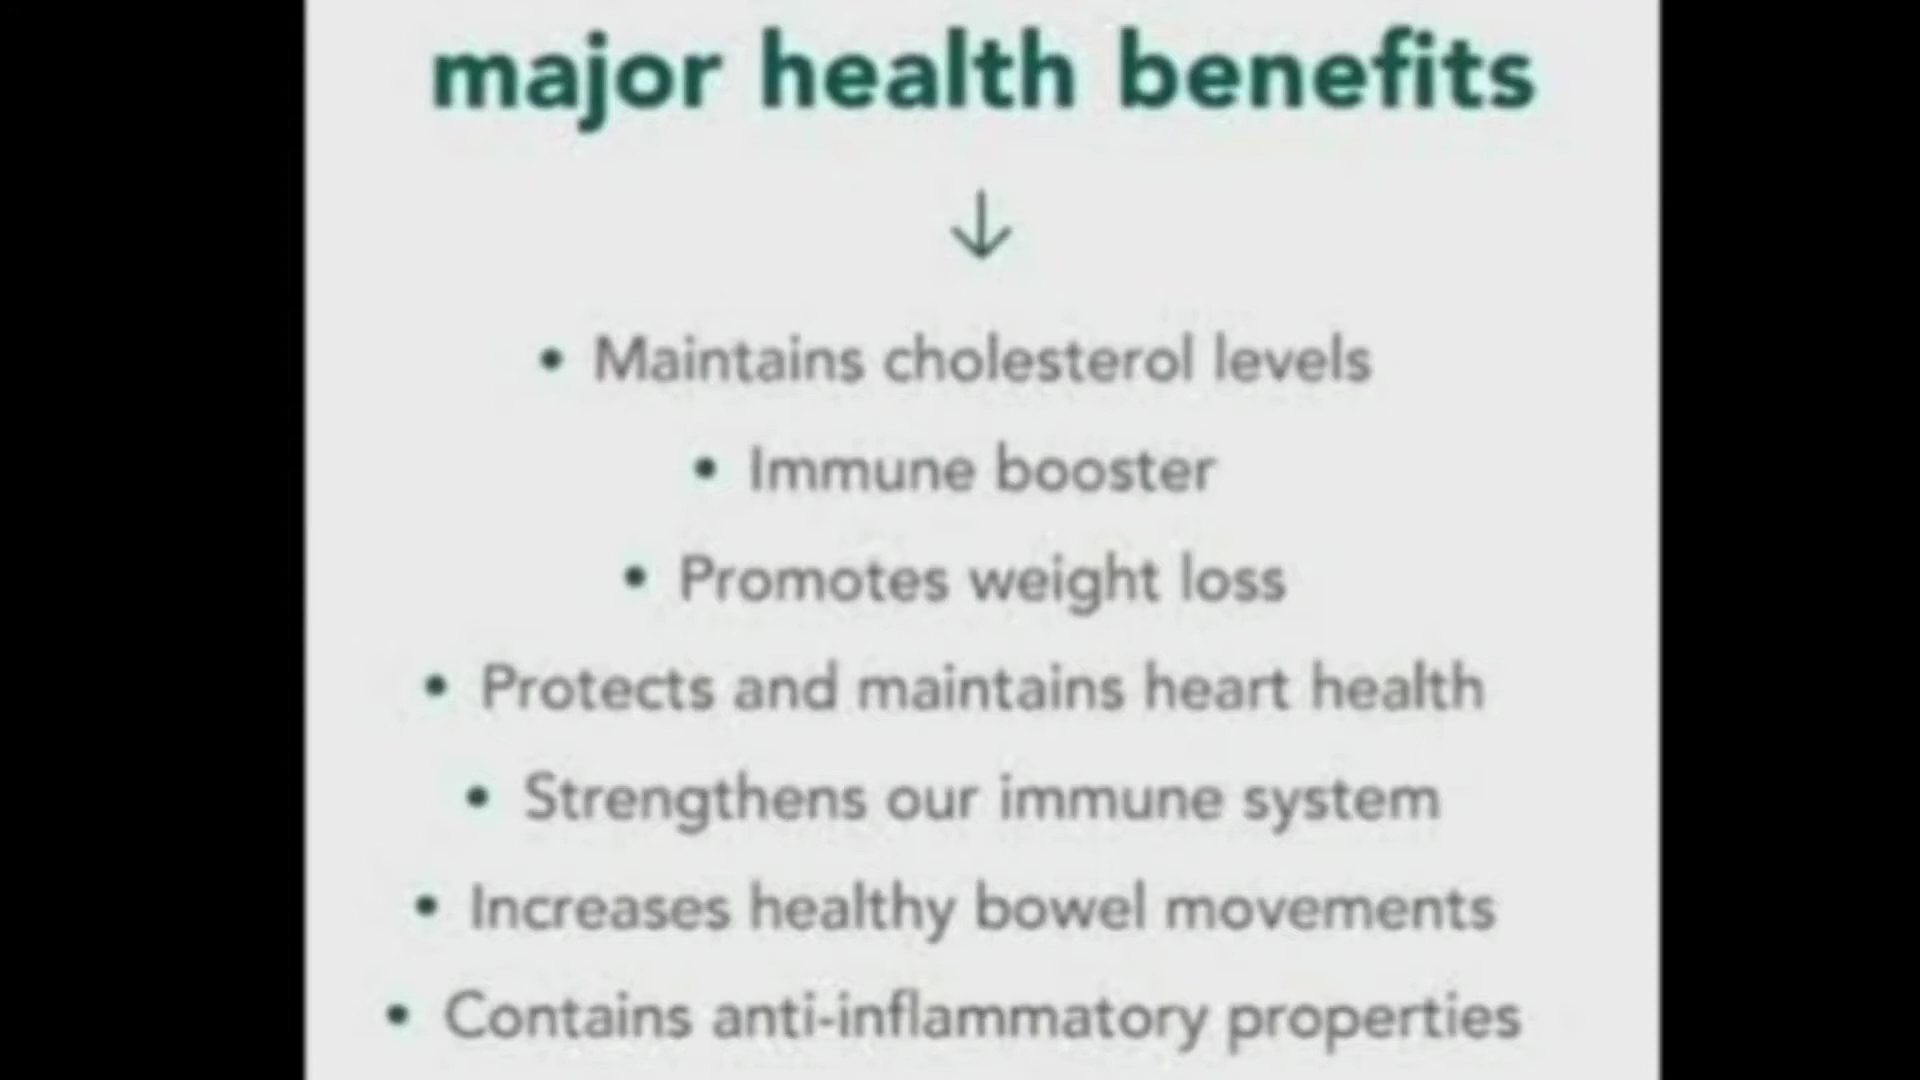 major health benefits
↓
• Maintains cholesterol levels
• Immune booster
• Promotes weight loss
• Protects and maintains heart health
• Strengthens our immune system
• Increases healthy bowel movements
• Contains anti-inflammatory properties